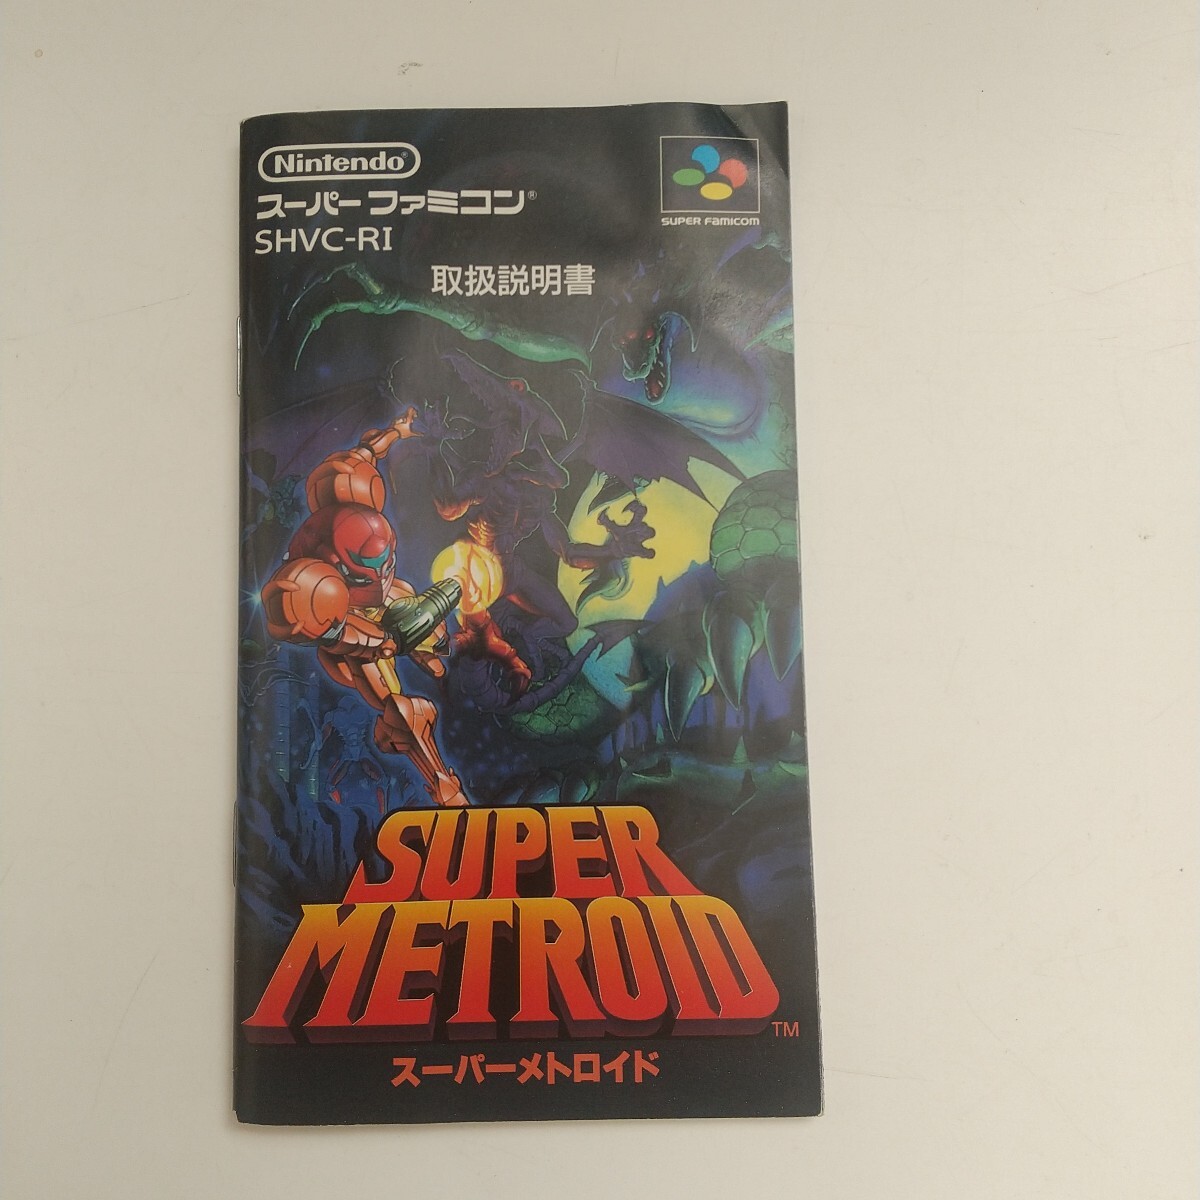 Nintendo®
スーパーファミコン®
SHVC-RI
SUPER FAMICOM
取扱説明書
SUPER
METROID
TM
スーパーメトロイド